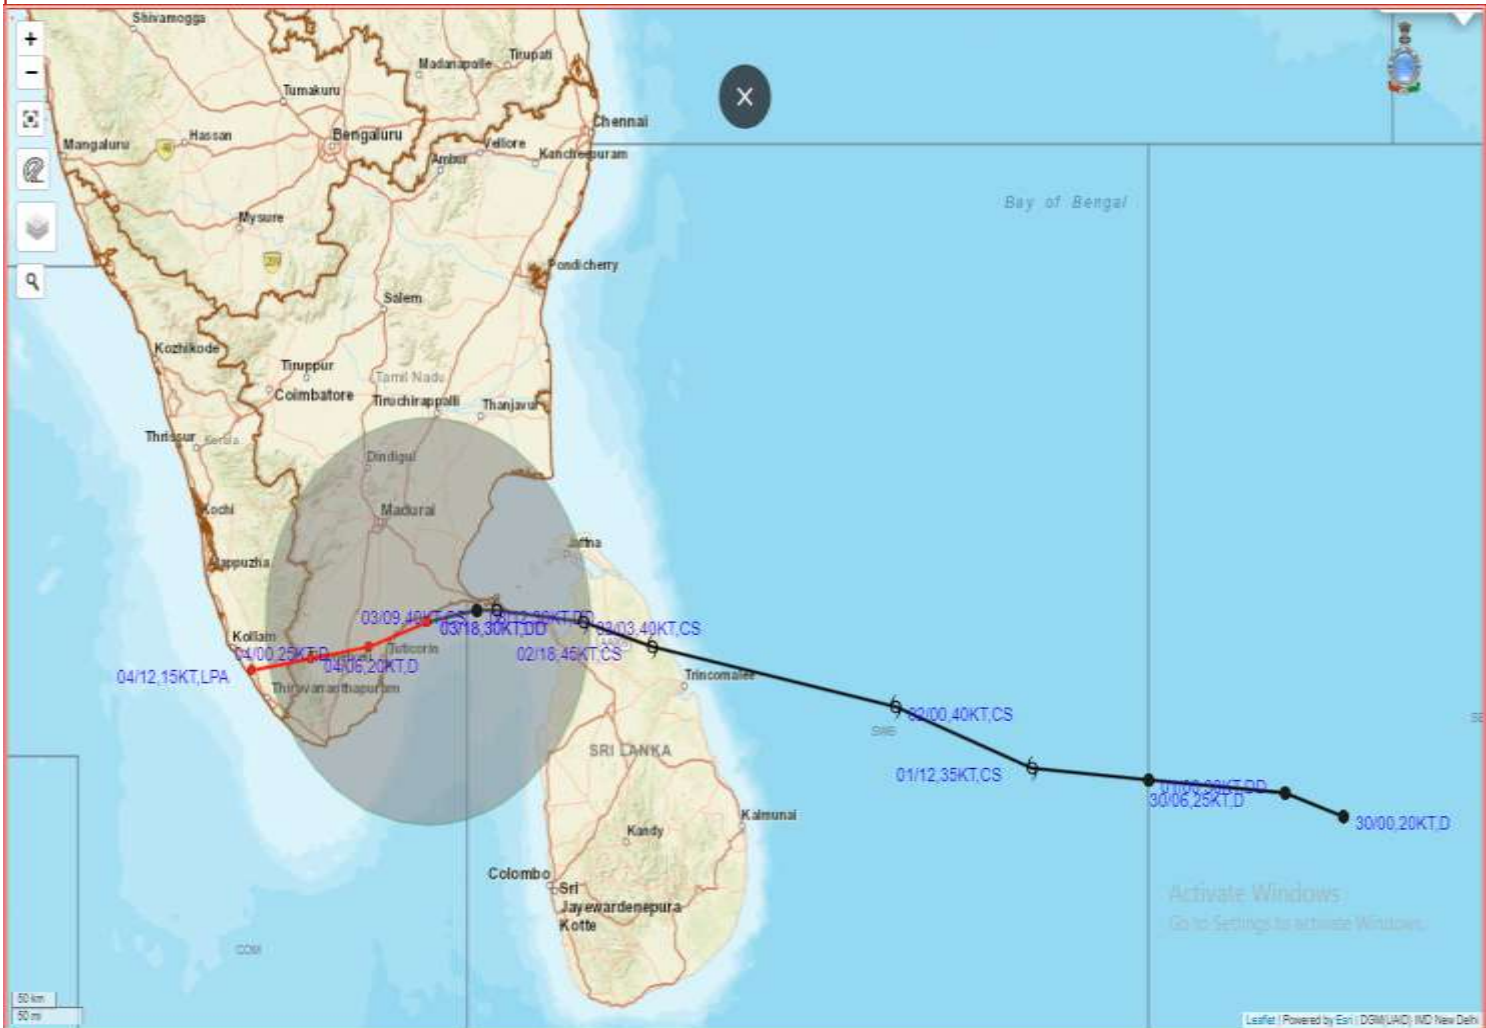 Shivamogga
Madanapalle
Tirupati
+
−
Tumakuru
Chennai
Hassan
Bengaluru
Mangaluru
Vellore
Kancheepuram
Ambur
Bay of Bengal
Mysure
Pondicherry
Salem
Kozhikode
Tiruppur
Tamil Nadu
Coimbatore
Tiruchirappalli
Thanjavur
Thrissur
Kerala
Dindigul
Kochi
Madurai
Jaffna
Alappuzha
03/09,40KT,CS
02/03,40KT,CS
03/18,30KT,DD
Kollam
04/00,25KT,D
Tuticorin
02/18,45KT,CS
04/06,20KT,D
04/12,15KT,LPA
Trincomalee
Thiruvananthapuram
02/00,40KT,CS
SWB
SRI LANKA
01/12,35KT,CS
30/06,25KT,D
Kalmunai
30/00,20KT,D
Kandy
Colombo
Sri
Jayewardenepura
Kotte
Activate Windows
Go to Settings to activate Windows.
COM
50 km
50 mi
Leaflet | Powered by Esri | DGM(UAID) IMD New Delhi